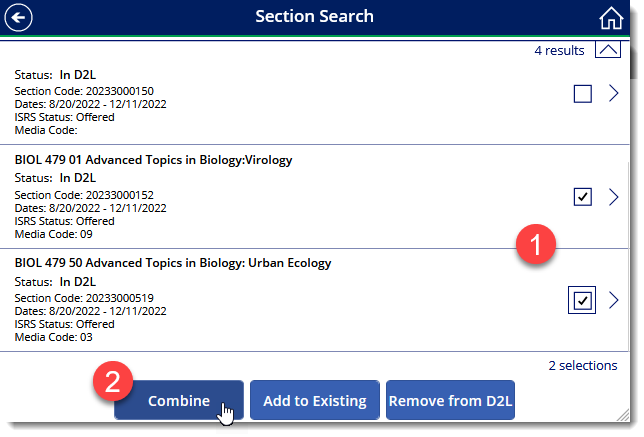 Section Search
4 results
Status: In D2L
Section Code: 20233000150
Dates: 8/20/2022 - 12/11/2022
ISRS Status: Offered
Media Code:
BIOL 479 01 Advanced Topics in Biology:Virology
Status: In D2L
Section Code: 20233000152
Dates: 8/20/2022 - 12/11/2022
ISRS Status: Offered
Media Code: 09
1
BIOL 479 50 Advanced Topics in Biology: Urban Ecology
Status: In D2L
Section Code: 20233000519
Dates: 8/20/2022 - 12/11/2022
ISRS Status: Offered
Media Code: 03
2 selections
2
Combine Add to Existing Remove from D2L